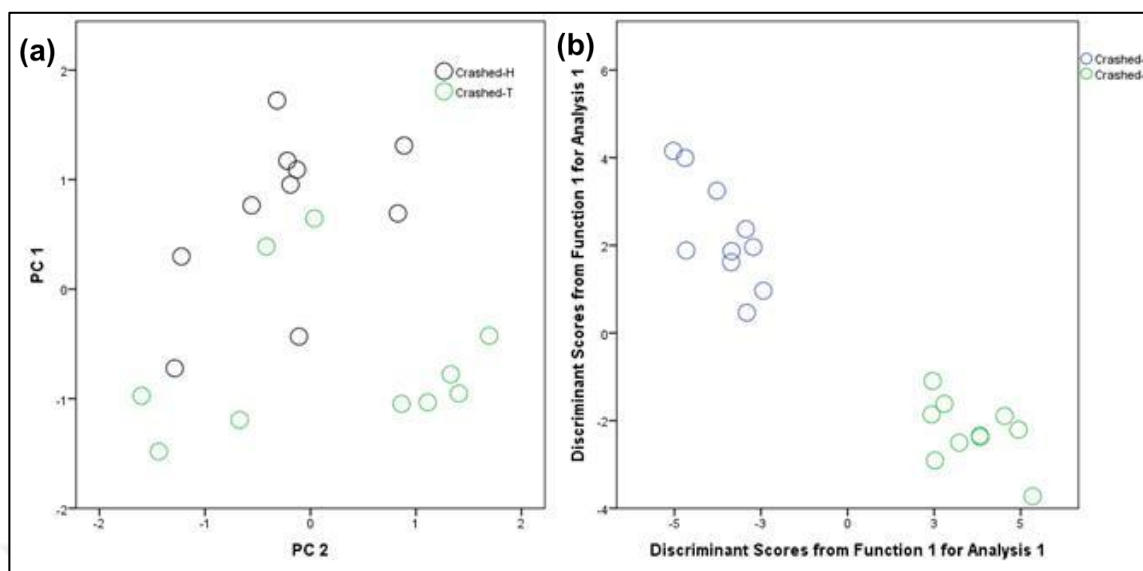 (a)
Crashed-H
Crashed-T
2
1
0
-1
-2
PC 1
-2
-1
0
1
2
PC 2
(b)
Crashed-
Crashed-
6
4
2
0
-2
-4
Discriminant Scores from Function 1 for Analysis 1
-5
-3
0
3
5
Discriminant Scores from Function 1 for Analysis 1